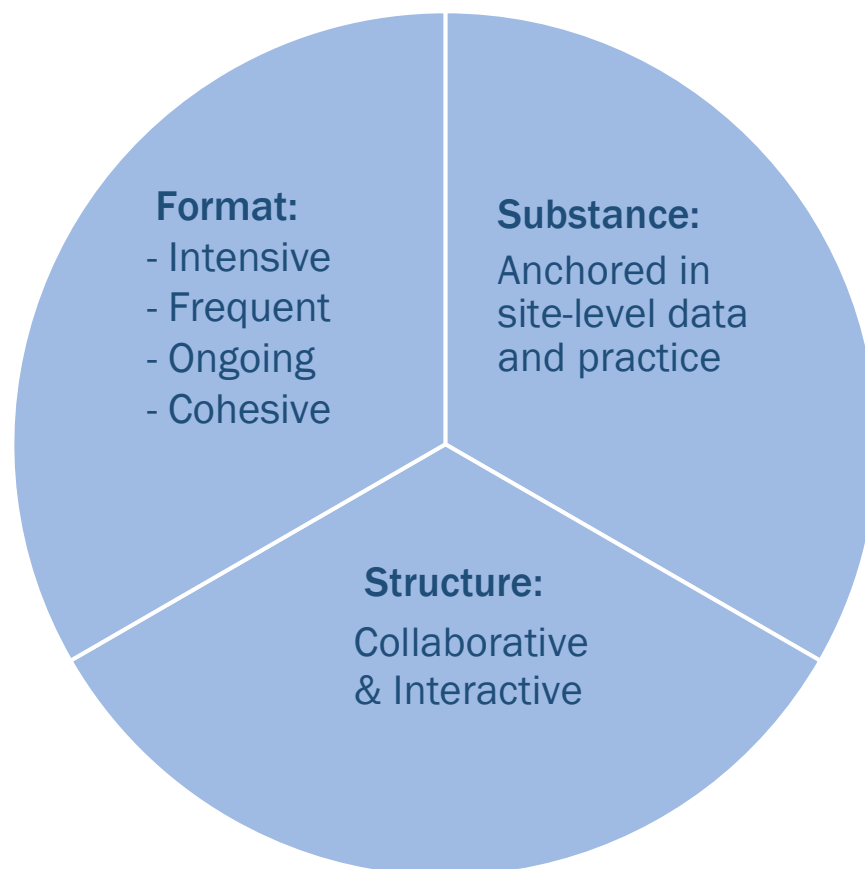 Format:
- Intensive
- Frequent
- Ongoing
- Cohesive
Substance:
Anchored in
site-level data
and practice
Structure:
Collaborative
& Interactive